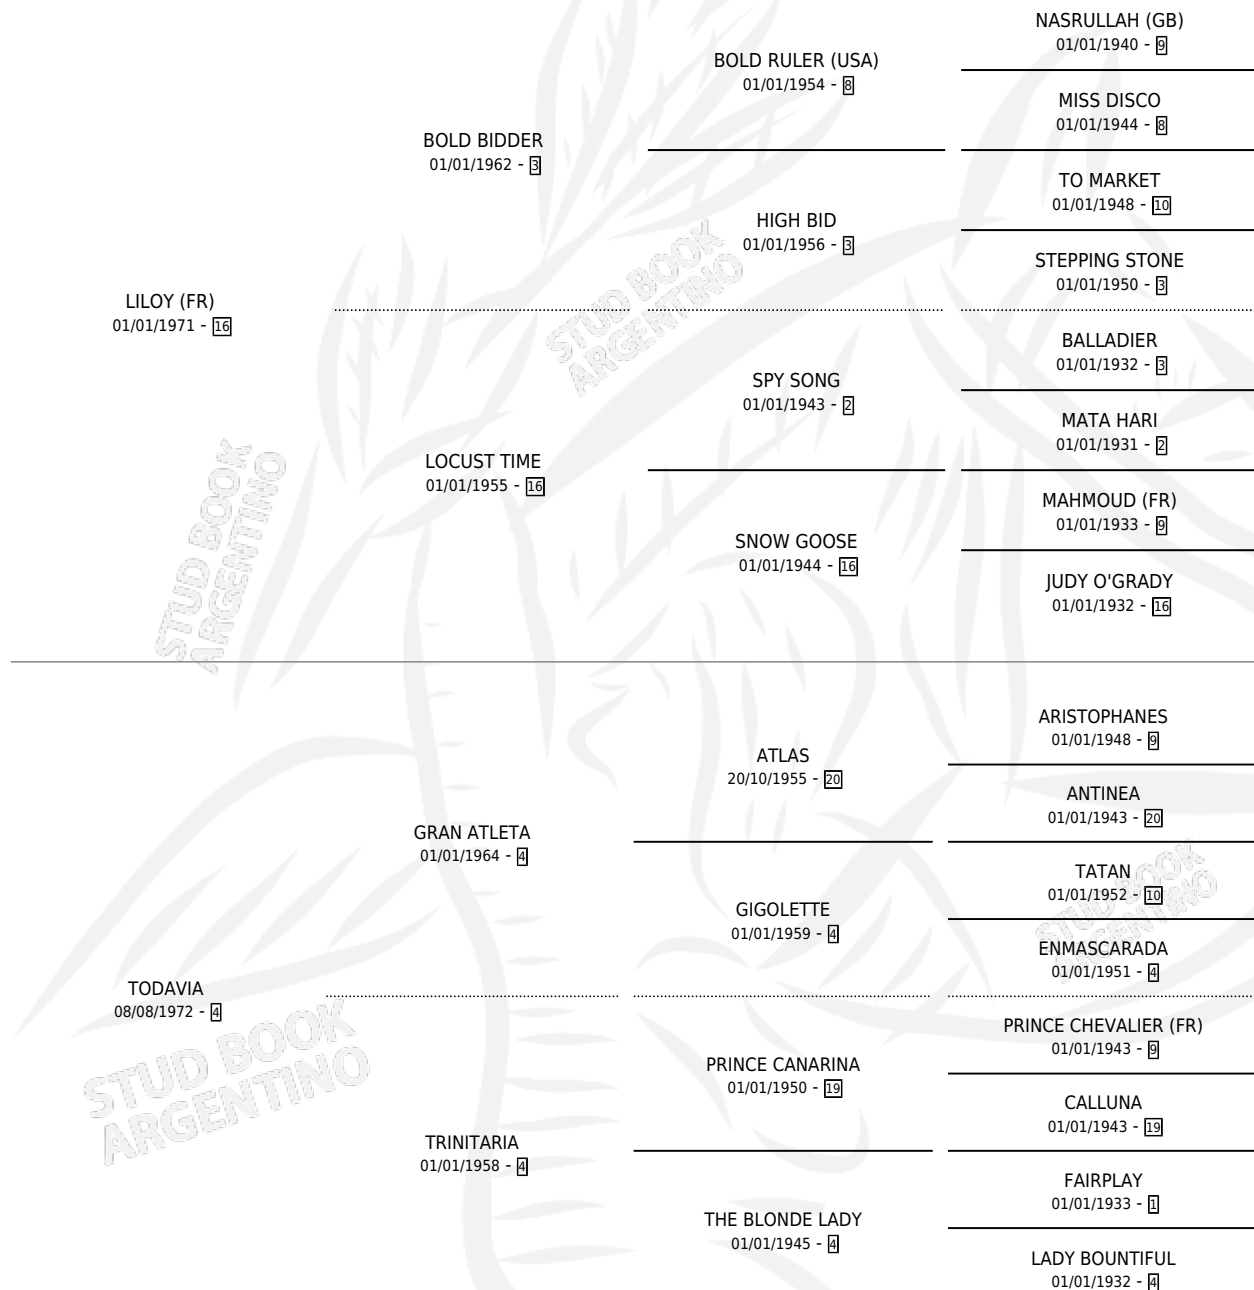 NASRULLAH (GB)
01/01/1940 - 9
BOLD RULER (USA)
01/01/1954 - 8
MISS DISCO
01/01/1944 - 8
BOLD BIDDER
01/01/1962 - 3
TO MARKET
01/01/1948 - 10
HIGH BID
01/01/1956 - 3
STEPPING STONE
01/01/1950 - 3
LILOY (FR)
01/01/1971 - 16
BALLADIER
01/01/1932 - 3
SPY SONG
01/01/1943 - 2
MATA HARI
01/01/1931 - 2
LOCUST TIME
01/01/1955 - 16
MAHMOUD (FR)
01/01/1933 - 9
SNOW GOOSE
01/01/1944 - 16
JUDY O'GRADY
01/01/1932 - 16
ARISTOPHANES
01/01/1948 - 9
ATLAS
20/10/1955 - 20
ANTINEA
01/01/1943 - 20
GRAN ATLETA
01/01/1964 - 4
TATAN
01/01/1952 - 10
GIGOLETTE
01/01/1959 - 4
ENMASCARADA
01/01/1951 - 4
TODAVIA
08/08/1972 - 4
PRINCE CHEVALIER (FR)
01/01/1943 - 9
PRINCE CANARINA
01/01/1950 - 19
CALLUNA
01/01/1943 - 19
TRINITARIA
01/01/1958 - 4
FAIRPLAY
01/01/1933 - 1
THE BLONDE LADY
01/01/1945 - 4
LADY BOUNTIFUL
01/01/1932 - 4
STUD BOOK
ARGENTINO
STUD BOOK
ARGENTINO
STUD BOOK
ARGENTINO
STUD BOOK
ARGENTINO